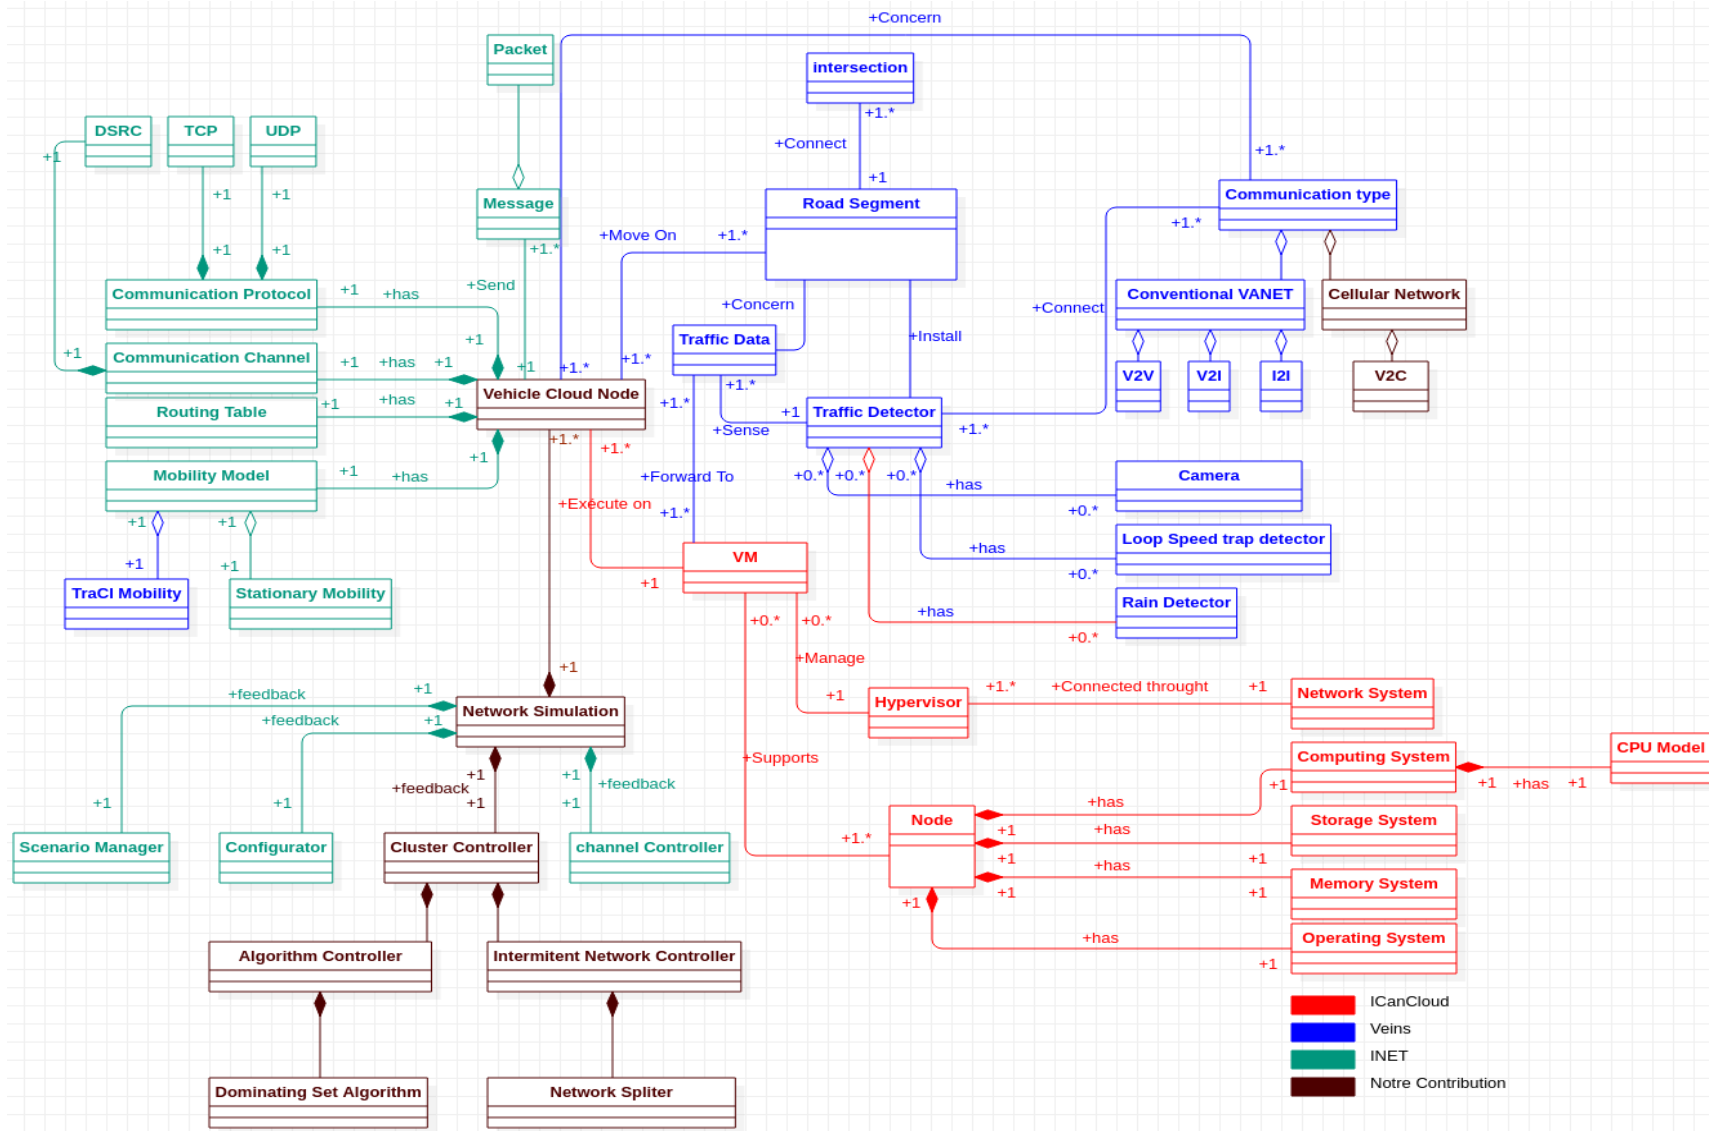 +Concern
Packet
intersection
+1.*
DSRC
TCP
UDP
+1
+Connect
+1.*
+1
+1
+1
Communication type
Message
Road Segment
+1.*
+1.*
+Move On
+1.*
+1
+1
Communication Protocol
+1
+has
+Send
+Concern
+Connect
Conventional VANET
Cellular Network
+1
+1
Communication Channel
+1
+has
+1
+1
+1.*
+1.*
Traffic Data
+Install
V2V
V2I
I2I
V2C
Vehicle Cloud Node
+1.*
Routing Table
+1
+has
+1
+1.*
+1
Traffic Detector
+Sense
+1.*
+1.*
+1.*
+1
Mobility Model
+1
+has
+Forward To
+0.*
+0.*
+0.*
+has
Camera
+0.*
+Execute on
+1.*
+1
+1
Loop Speed trap detector
+has
+0.*
VM
+1
+1
+1
TraCI Mobility
Stationary Mobility
Rain Detector
+has
+0.*
+0.*
+0.*
+Manage
+1
+feedback
+1
+1
Hypervisor
+1.*
+Connected throught
+1
Network System
Network Simulation
+feedback
+1
+Supports
Computing System
CPU Model
+1
+has
+1
+1
+feedback
+1
+1
+feedback
+1
+1
+1
+1
+has
Node
+1
+has
Storage System
+1.*
+1
+1
Scenario Manager
Configurator
Cluster Controller
channel Controller
+has
Memory System
+1
+1
+1
+has
Operating System
+1
Algorithm Controller
Intermitent Network Controller
ICanCloud
Veins
INET
Notre Contribution
Dominating Set Algorithm
Network Spliter